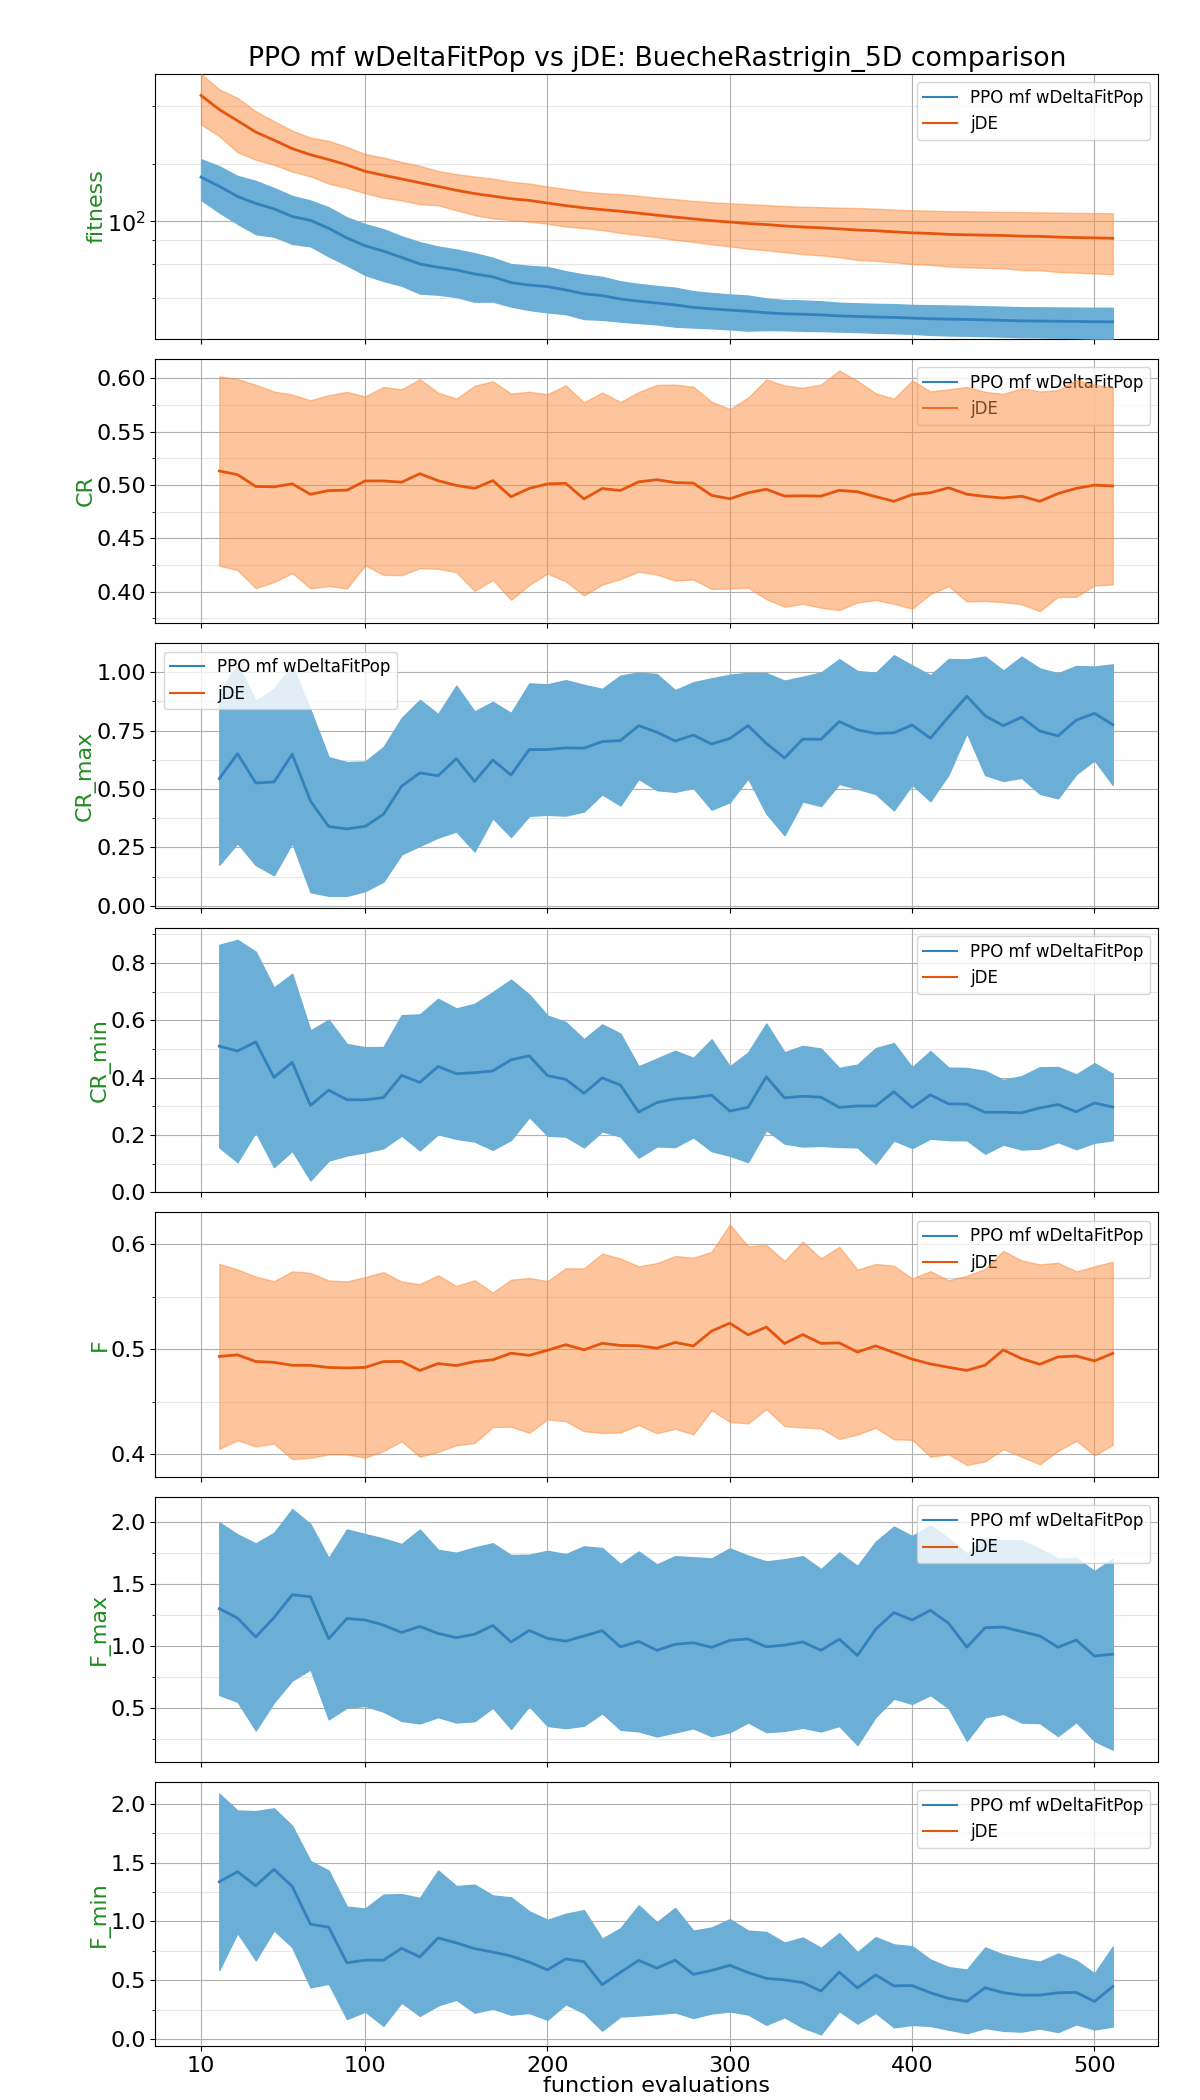 PPO mf wDeltaFitPop vs jDE: BuecheRastrigin_5D comparison
fitness
10²
PPO mf wDeltaFitPop
jDE
CR
0.60
0.55
0.50
0.45
0.40
PPO mf wDeltaFitPop
jDE
CR_max
1.00
0.75
0.50
0.25
0.00
PPO mf wDeltaFitPop
jDE
CR_min
0.8
0.6
0.4
0.2
0.0
PPO mf wDeltaFitPop
jDE
F
0.6
0.5
0.4
PPO mf wDeltaFitPop
jDE
F_max
2.0
1.5
1.0
0.5
PPO mf wDeltaFitPop
jDE
F_min
2.0
1.5
1.0
0.5
0.0
PPO mf wDeltaFitPop
jDE
10 100 200 300 400 500
function evaluations